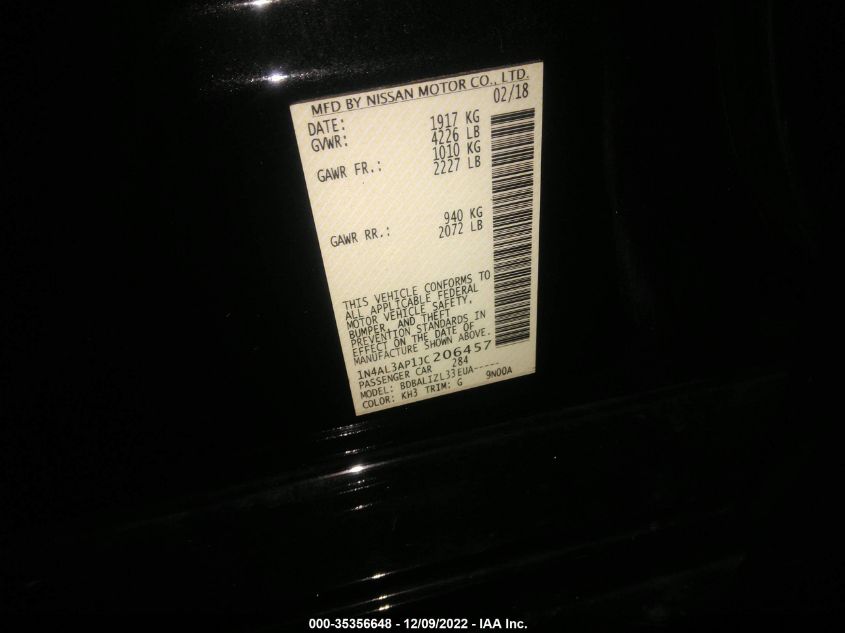 MFD BY NISSAN MOTOR CO., LTD.
DATE: 02/18
GVWR: 1917 KG
4226 LB
GAWR FR.: 1010 KG
2227 LB
GAWR RR.: 940 KG
2072 LB
THIS VEHICLE CONFORMS TO
ALL APPLICABLE FEDERAL
MOTOR VEHICLE SAFETY,
BUMPER, AND THEFT
PREVENTION STANDARDS IN
EFFECT ON THE DATE OF
MANUFACTURE SHOWN ABOVE.
1N4AL3AP1JC206457
PASSENGER CAR 284
MODEL: BDBALIZL33EUA-----
COLOR: KH3 TRIM: G 9N00A
000-35356648 - 12/09/2022 - IAA Inc.